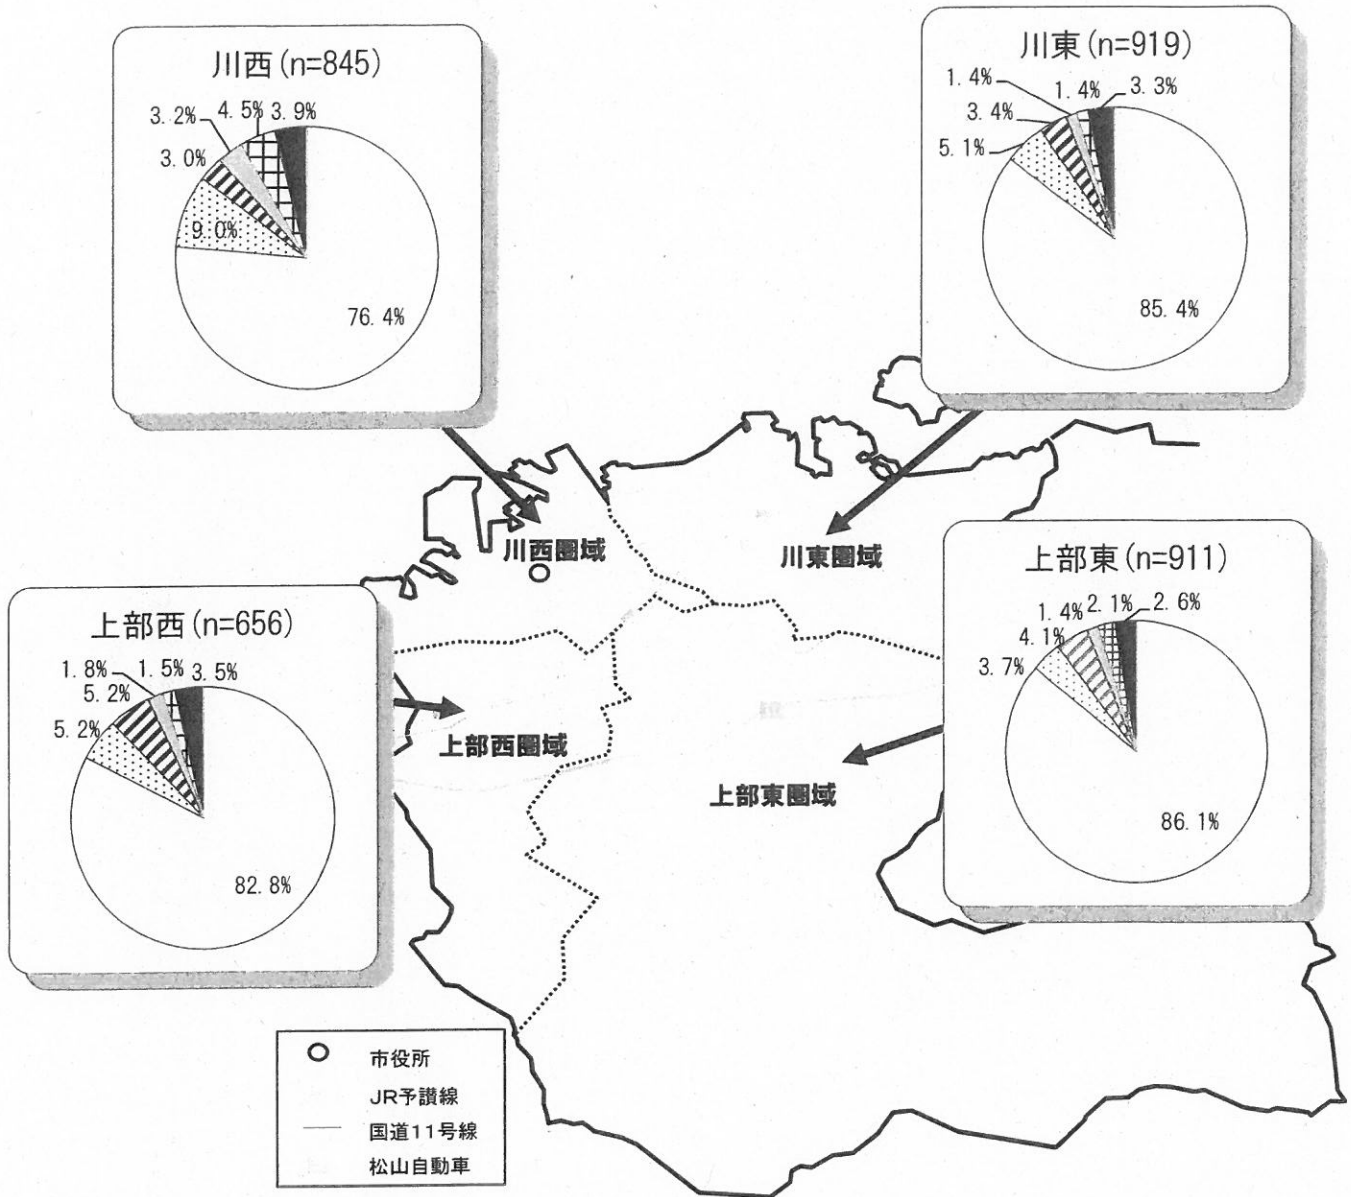 川西(n=845)
3.2% 4.5% 3.9%
3.0%
9.0%
76.4%
川東(n=919)
1.4% 1.4% 3.3%
3.4%
5.1%
85.4%
川西圏域
川東圏域
上部西(n=656)
1.8% 1.5% 3.5%
5.2%
5.2%
82.8%
上部東(n=911)
1.4% 2.1% 2.6%
4.1%
3.7%
86.1%
上部西圏域
上部東圏域
市役所
JR予讃線
国道11号線
松山自動車